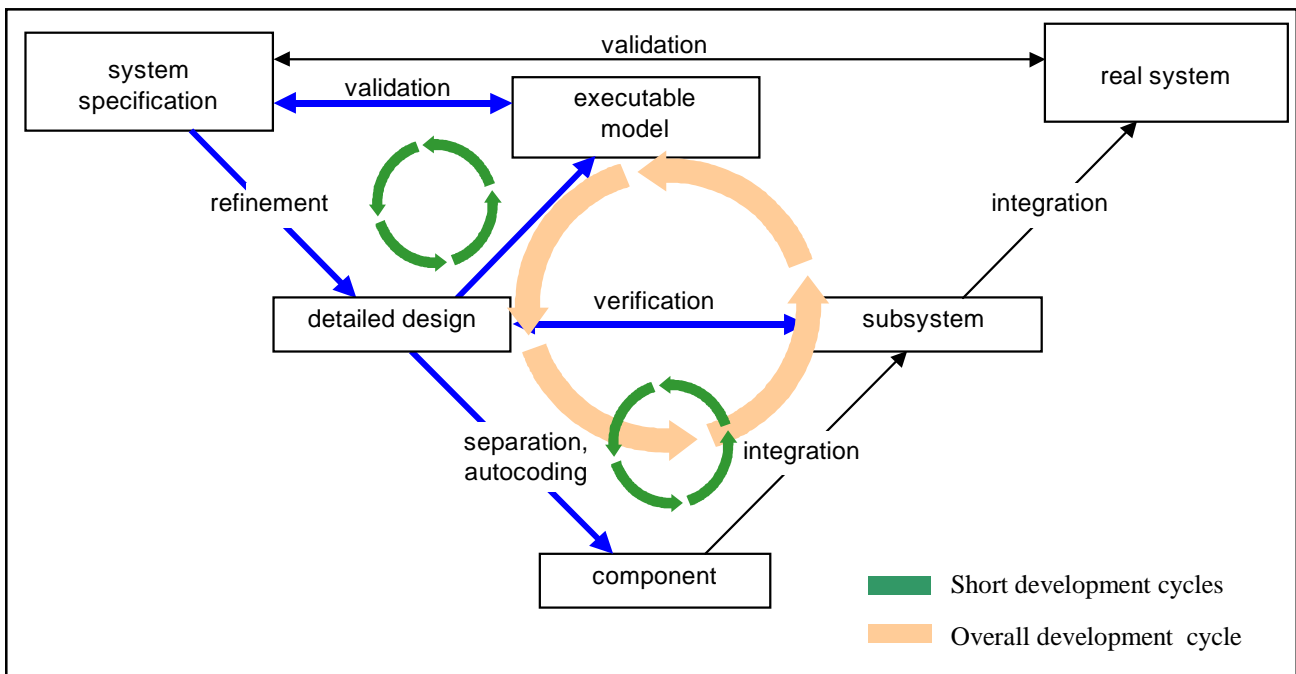 validation
system
specification
real system
validation
executable
model
refinement
integration
detailed design
verification
subsystem
separation,
autocoding
integration
component
Short development cycles
Overall development cycle